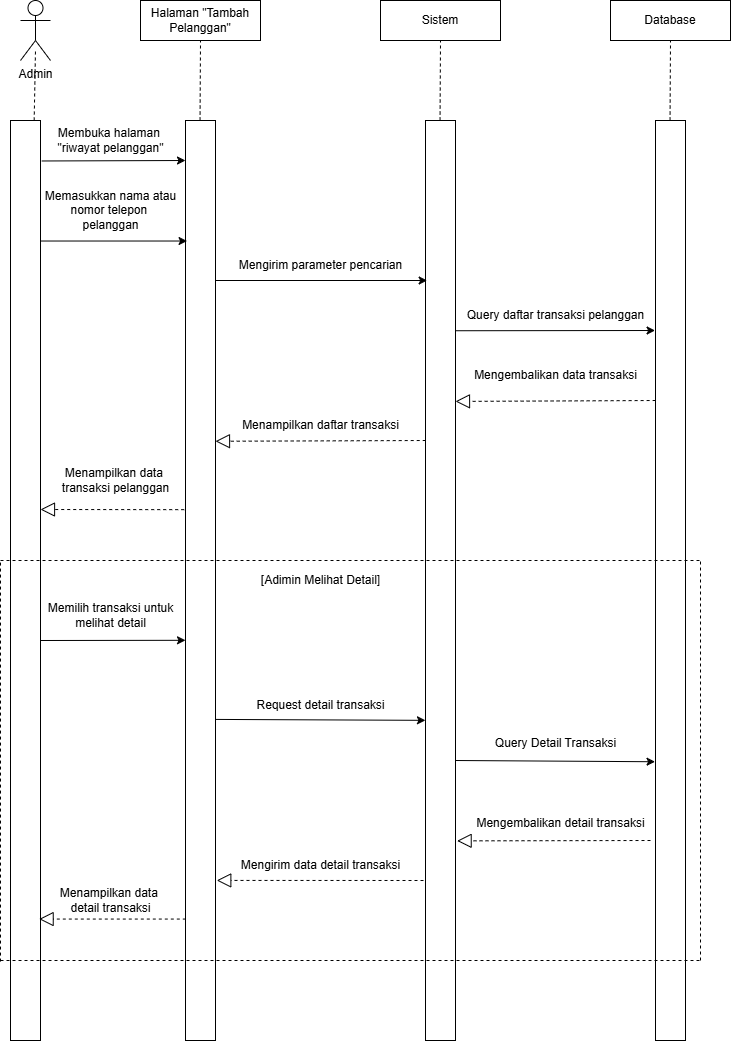 Halaman "Tambah
Pelanggan"
Sistem
Database
Admin
Membuka halaman
"riwayat pelanggan"
Memasukkan nama atau
nomor telepon
pelanggan
Mengirim parameter pencarian
Query daftar transaksi pelanggan
Mengembalikan data transaksi
Menampilkan daftar transaksi
Menampilkan data
transaksi pelanggan
[Adimin Melihat Detail]
Memilih transaksi untuk
melihat detail
Request detail transaksi
Query Detail Transaksi
Mengembalikan detail transaksi
Mengirim data detail transaksi
Menampilkan data
detail transaksi